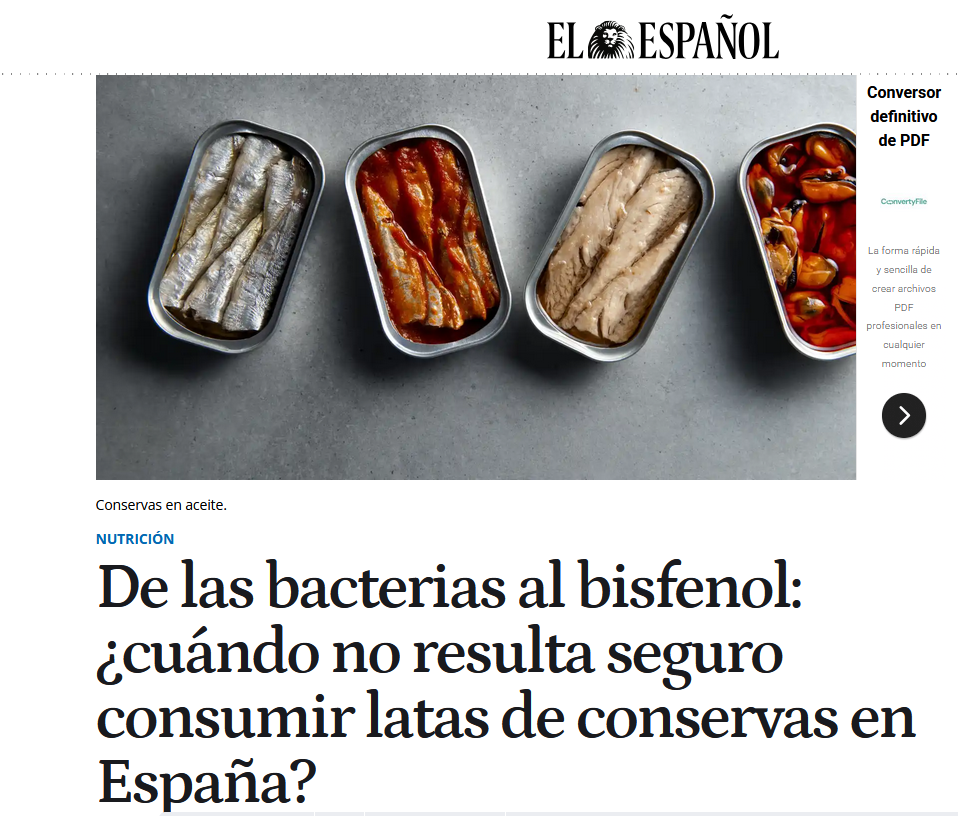 EL ESPAÑOL
Conversor
definitivo
de PDF
ConvertyFile
La forma rápida
y sencilla de
crear archivos
PDF
profesionales en
cualquier
momento
Conservas en aceite.
NUTRICIÓN
De las bacterias al bisfenol:
¿cuándo no resulta seguro
consumir latas de conservas en
España?